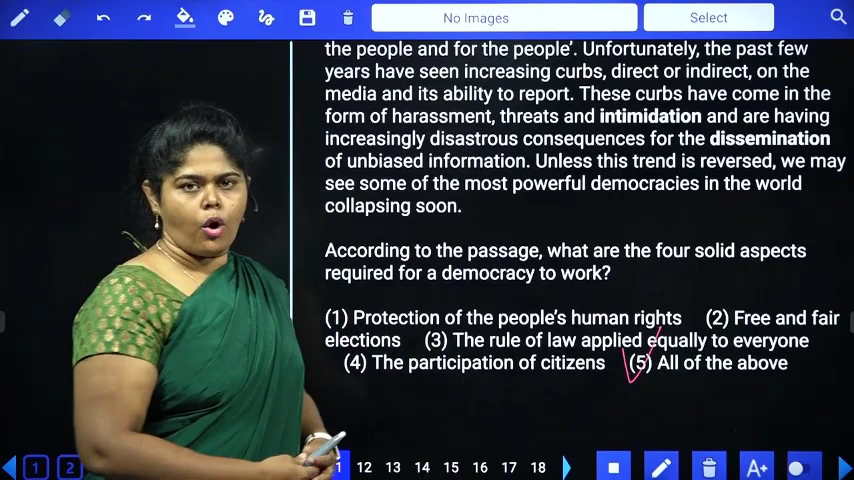 No Images
Select
the people and for the people’. Unfortunately, the past few
years have seen increasing curbs, direct or indirect, on the
media and its ability to report. These curbs have come in the
form of harassment, threats and intimidation and are having
increasingly disastrous consequences for the dissemination
of unbiased information. Unless this trend is reversed, we may
see some of the most powerful democracies in the world
collapsing soon.
According to the passage, what are the four solid aspects
required for a democracy to work?
(1) Protection of the people’s human rights (2) Free and fair
elections (3) The rule of law applied equally to everyone
(4) The participation of citizens (5) All of the above
1 2 1 12 13 14 15 16 17 18 A+